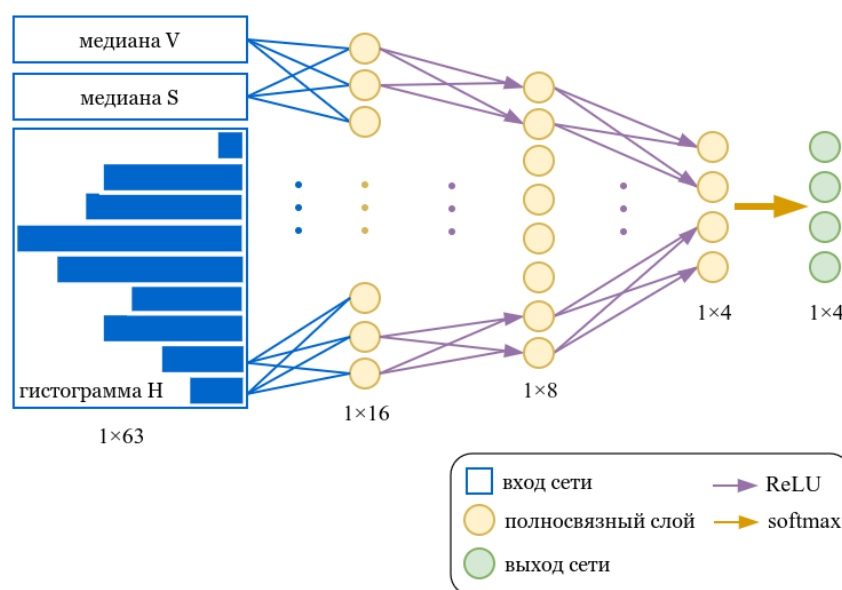 медиана V
медиана S
гистограмма H
1×63
1×16
1×8
1×4
1×4
вход сети
ReLU
полносвязный слой
softmax
выход сети